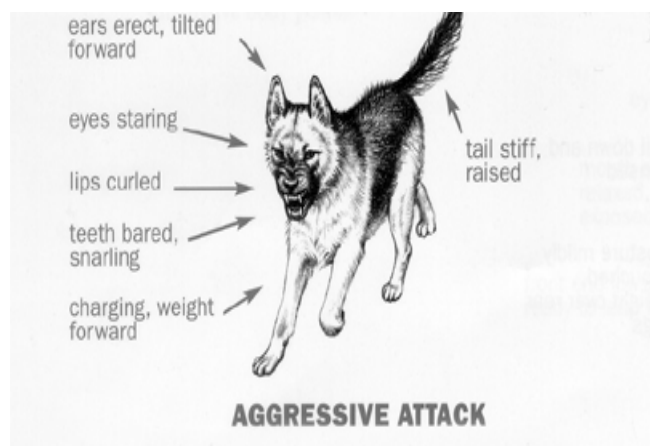 ears erect, tilted
forward
eyes staring
lips curled
teeth bared,
snarling
charging, weight
forward
tail stiff,
raised
AGGRESSIVE ATTACK